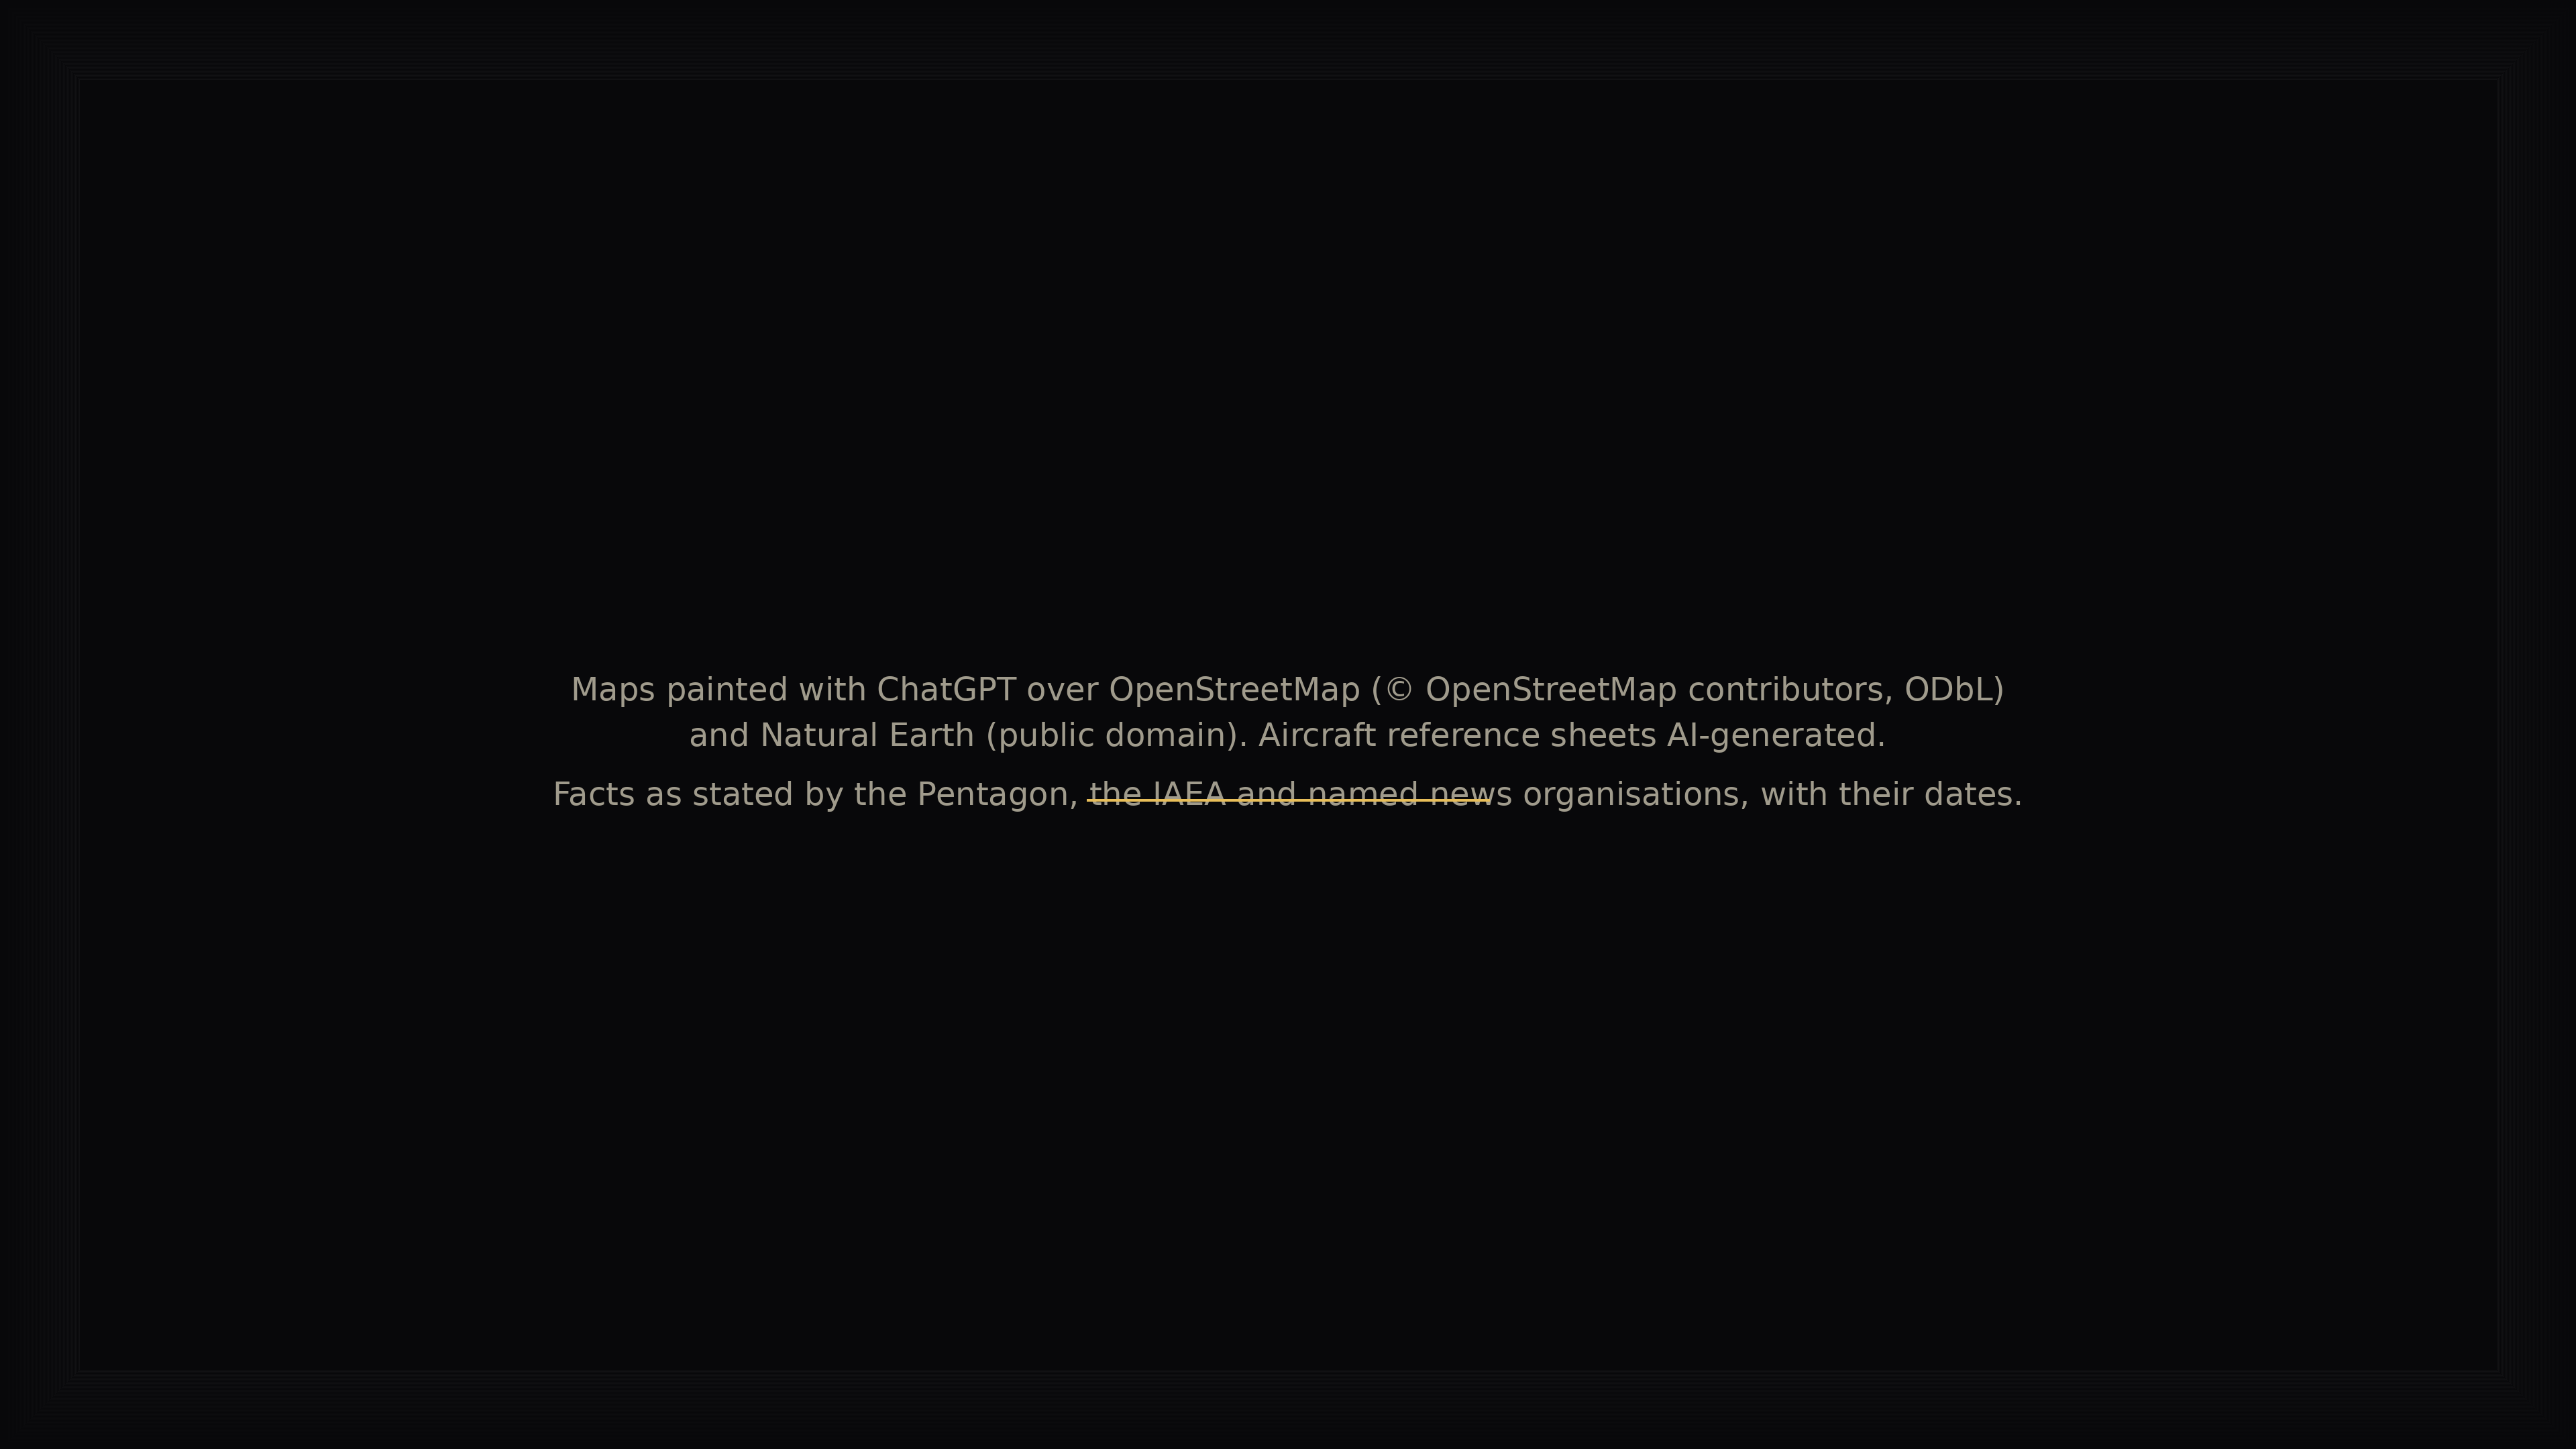 Maps painted with ChatGPT over OpenStreetMap (© OpenStreetMap contributors, ODbL)
and Natural Earth (public domain). Aircraft reference sheets AI-generated.
Facts as stated by the Pentagon, the IAEA and named news organisations, with their dates.